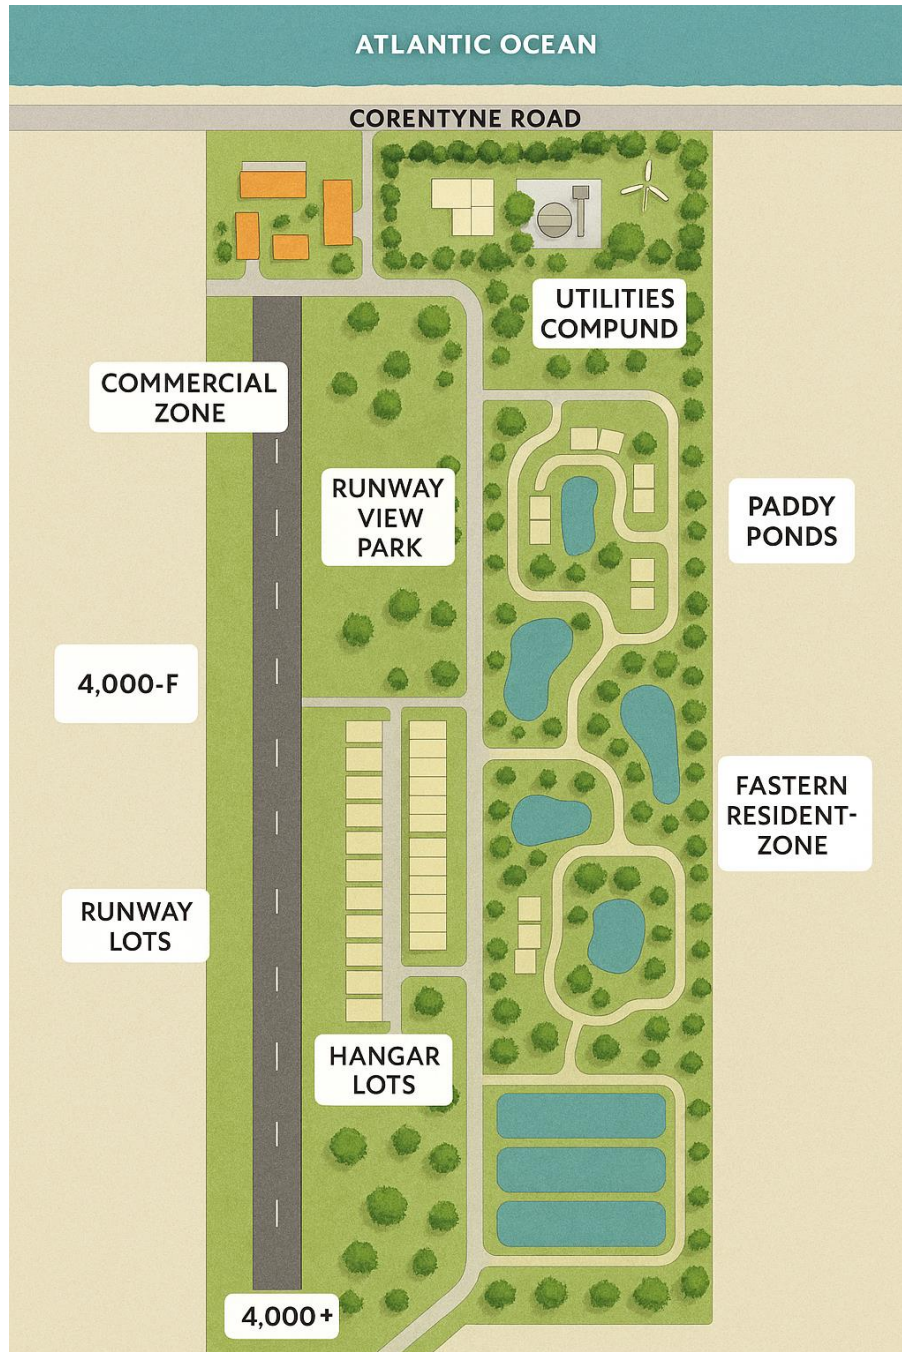 ATLANTIC OCEAN
CORENTYNE ROAD
UTILITIES
COMPUND
COMMERCIAL
ZONE
RUNWAY
VIEW
PARK
PADDY
PONDS
4,000-F
FASTERN
RESIDENT-
ZONE
RUNWAY
LOTS
HANGAR
LOTS
4,000+